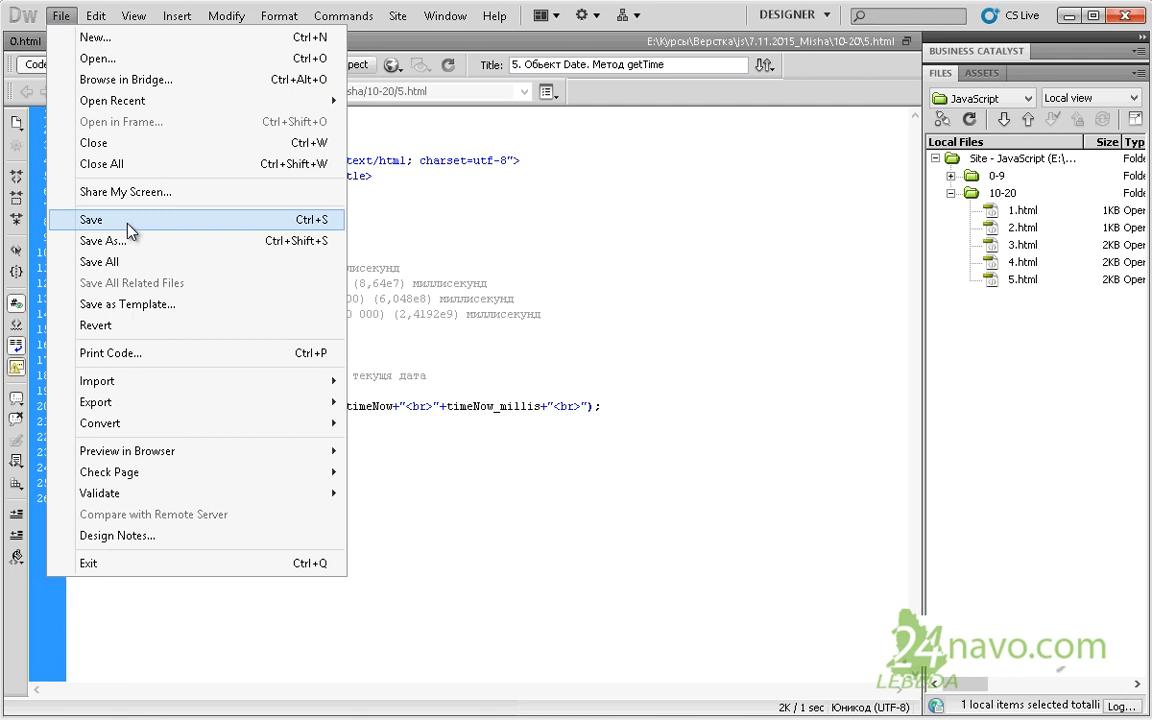 Dw File Edit View Insert Modify Format Commands Site Window Help DESIGNER CS Live
0.html E:\Курсы\Верстка\js\7.11.2015_Misha\10-20\5.html
Code pect Title: 5. Обьект Date. Метод getTime
sha/10-20/5.html
New... Ctrl+N
Open... Ctrl+O
Browse in Bridge... Ctrl+Alt+O
Open Recent
Open in Frame... Ctrl+Shift+O
Close Ctrl+W
Close All Ctrl+Shift+W
Share My Screen...
Save Ctrl+S
Save As... Ctrl+Shift+S
Save All
Save All Related Files
Save as Template...
Revert
Print Code... Ctrl+P
Import
Export
Convert
Preview in Browser
Check Page
Validate
Compare with Remote Server
Design Notes...
Exit Ctrl+Q
text/html; charset=utf-8">
tle>
лисекунд
(8,64e7) миллисекунд
00) (6,048e8) миллисекунд
0 000) (2,4192e9) миллисекунд
текущя дата
timeNow+"<br>"+timeNow_millis+"<br>");
BUSINESS CATALYST
FILES ASSETS
JavaScript Local view
Local Files Size Typ
Site - JavaScript (E:\... Folde
0-9 Folde
10-20 Folde
1.html 1KB Open
2.html 1KB Open
3.html 2KB Open
4.html 2KB Open
5.html 2KB Open
24navo.com
LEBEDA
2K / 1 sec Юникод (UTF-8)
1 local items selected totalli Log...